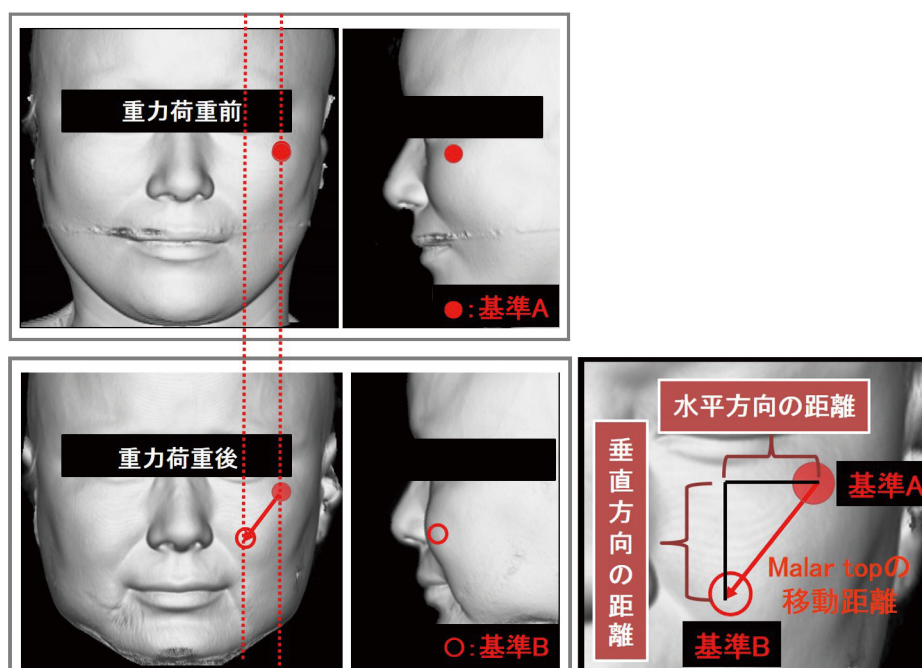 重力荷重前
●:基準A
重力荷重後
○:基準B
水平方向の距離
垂直方向の距離
基準A
Malar topの
移動距離
基準B